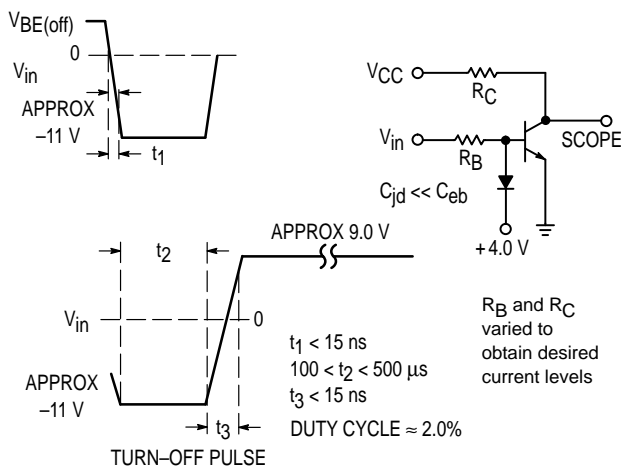 VBE(off)
0
Vin
APPROX
–11 V
t1
VCC
RC
Vin
RB
SCOPE
Cjd << Ceb
+4.0 V
t2
APPROX 9.0 V
Vin
0
APPROX
–11 V
t3
TURN–OFF PULSE
t1 < 15 ns
100 < t2 < 500 μs
t3 < 15 ns
DUTY CYCLE ≈ 2.0%
RB and RC
varied to
obtain desired
current levels